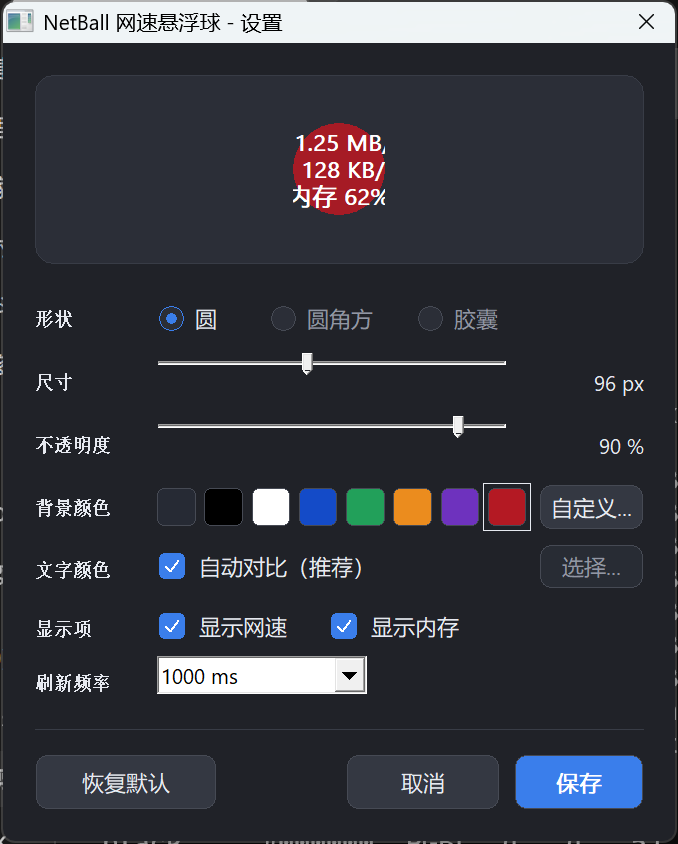 NetBall 网速悬浮球 - 设置
1.25 MB/
128 KB/
内存 62%
形状 圆 圆角方 胶囊
尺寸 96 px
不透明度 90 %
背景颜色 自定义...
文字颜色 自动对比（推荐） 选择...
显示项 显示网速 显示内存
刷新频率 1000 ms
恢复默认 取消 保存